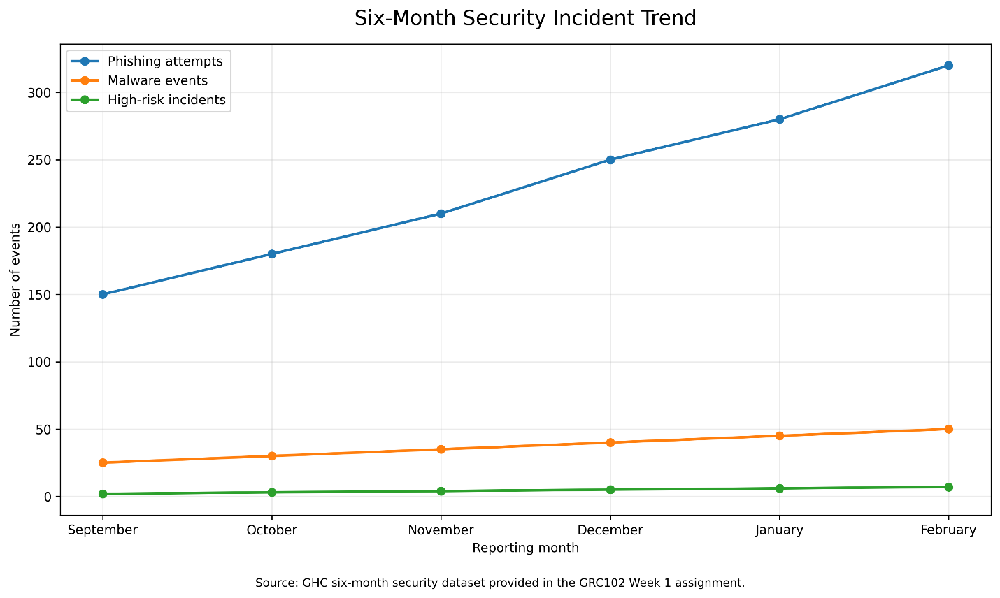 Six-Month Security Incident Trend
Phishing attempts
Malware events
High-risk incidents
Number of events
300
250
200
150
100
50
0
September October November December January February
Reporting month
Source: GHC six-month security dataset provided in the GRC102 Week 1 assignment.